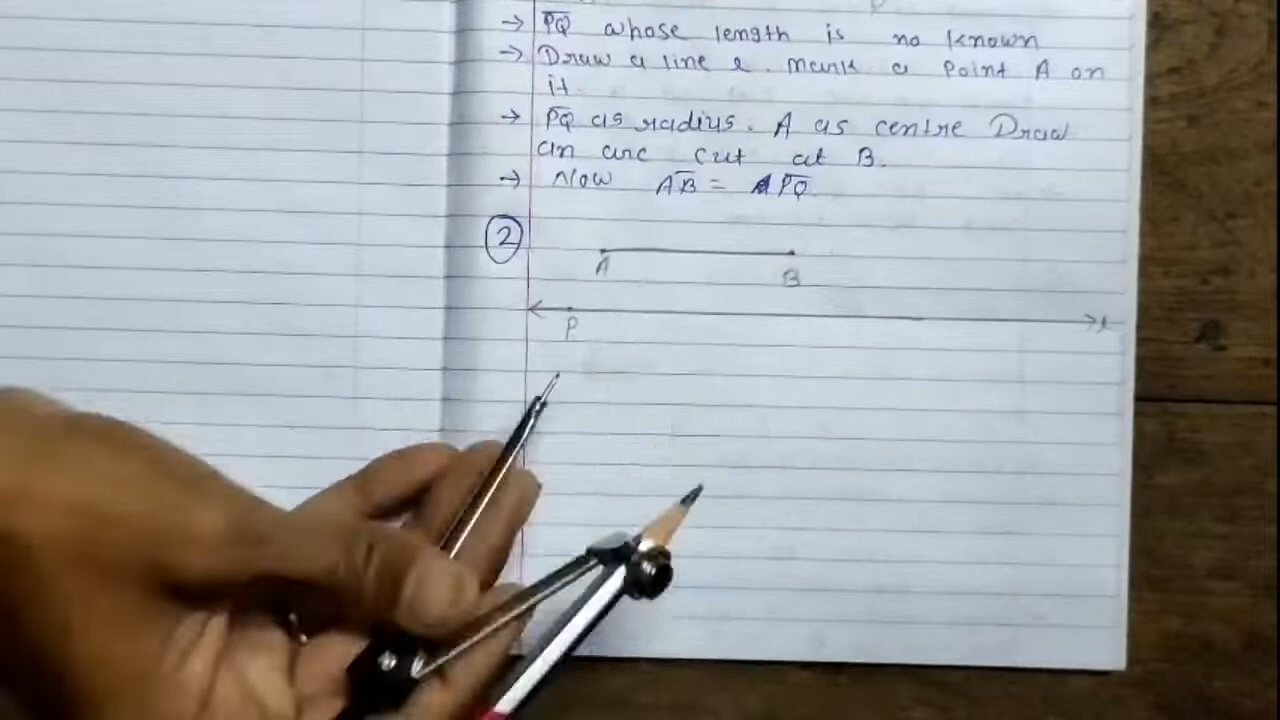 → PQ whose length is no known
→ Draw a line l. Mark a Point A on
it.
→ PQ as radius. A as centre Draw
an arc cut at B.
→ Now AB = PQ
2
A B
P l